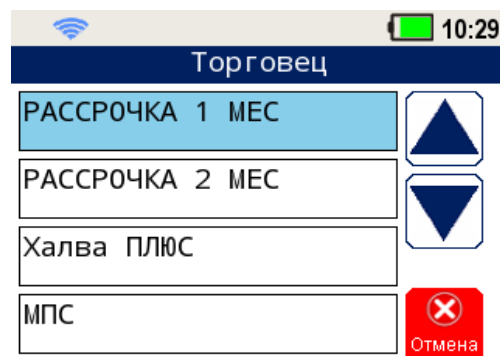 10:29
Торговец
РАССРОЧКА 1 МЕС
РАССРОЧКА 2 МЕС
Халва ПЛЮС
МПС
Отмена